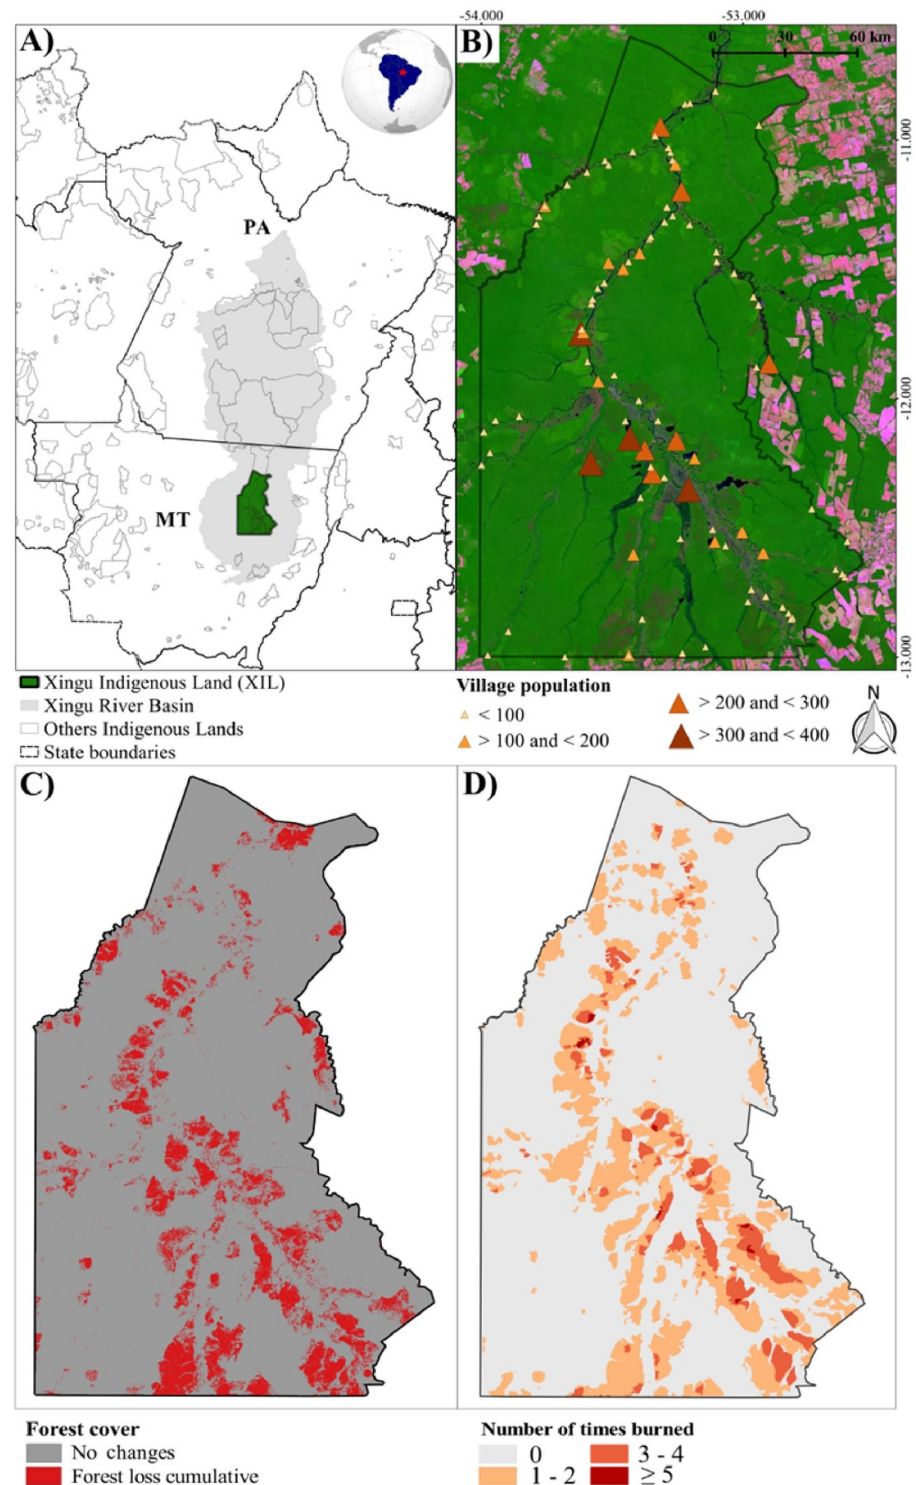 A)
B)
-54.000
-53.000
0 30 60 km
-11.000
-12.000
-13.000
PA
MT
Xingu Indigenous Land (XIL)
Xingu River Basin
Others Indigenous Lands
State boundaries
Village population
< 100
> 100 and < 200
> 200 and < 300
> 300 and < 400
N
C)
D)
Forest cover
No changes
Forest loss cumulative
Number of times burned
0
1 - 2
3 - 4
≥ 5